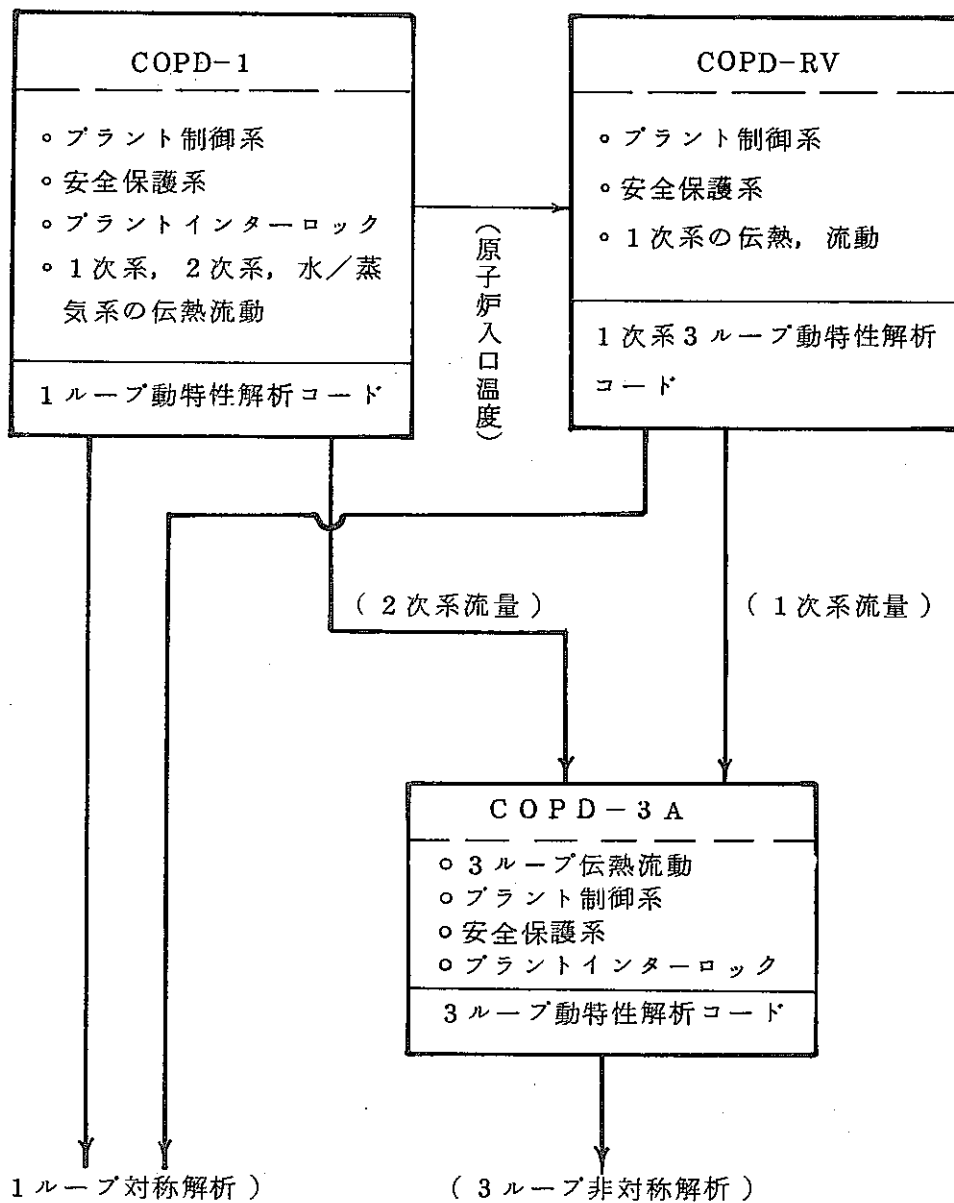 COPD-1
○プラント制御系
○安全保護系
○プラントインターロック
○1次系,2次系,水/蒸
気系の伝熱流動
1ループ動特性解析コード
(原子炉入口温度)
COPD-RV
○プラント制御系
○安全保護系
○1次系の伝熱,流動
1次系3ループ動特性解析
コード
(2次系流量)
(1次系流量)
COPD-3A
○3ループ伝熱流動
○プラント制御系
○安全保護系
○プラントインターロック
3ループ動特性解析コード
1ループ対称解析)
(3ループ非対称解析)